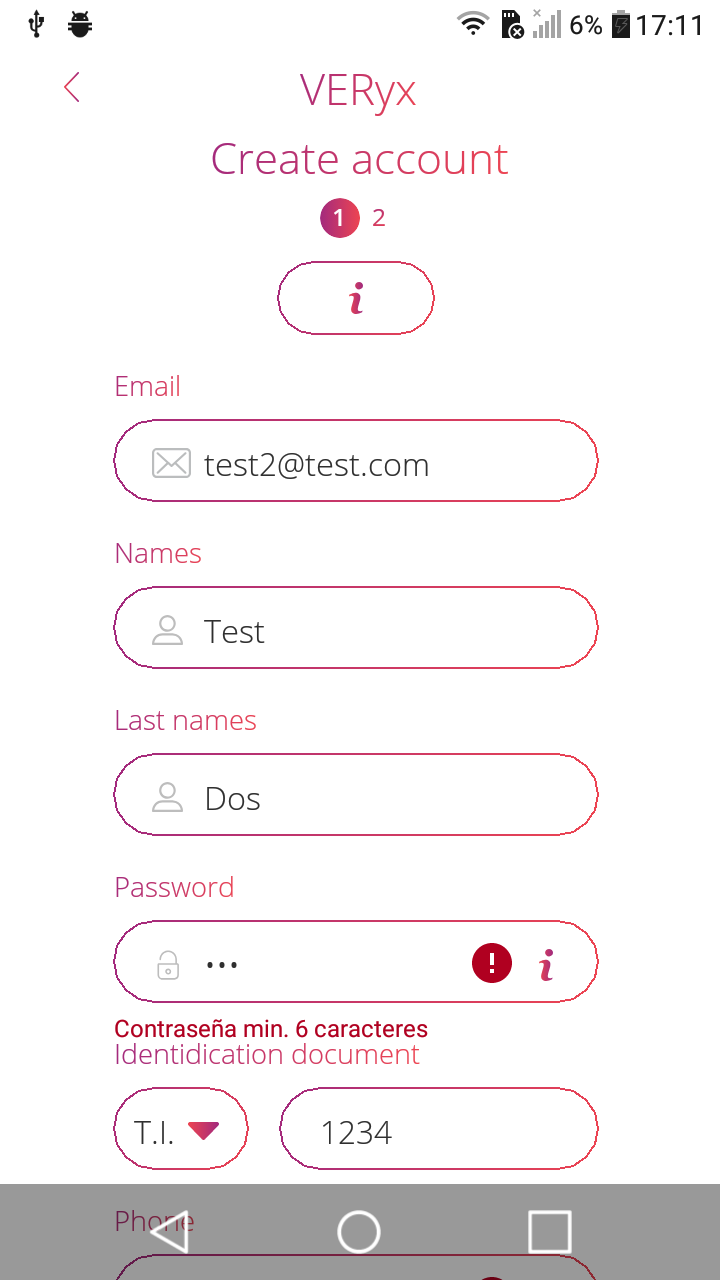 6% 17:11
VERyx
Create account
1 2
i
Email
test2@test.com
Names
Test
Last names
Dos
Password
••• ! i
Contraseña min. 6 caracteres
Identidication document
T.I. 1234
Phone